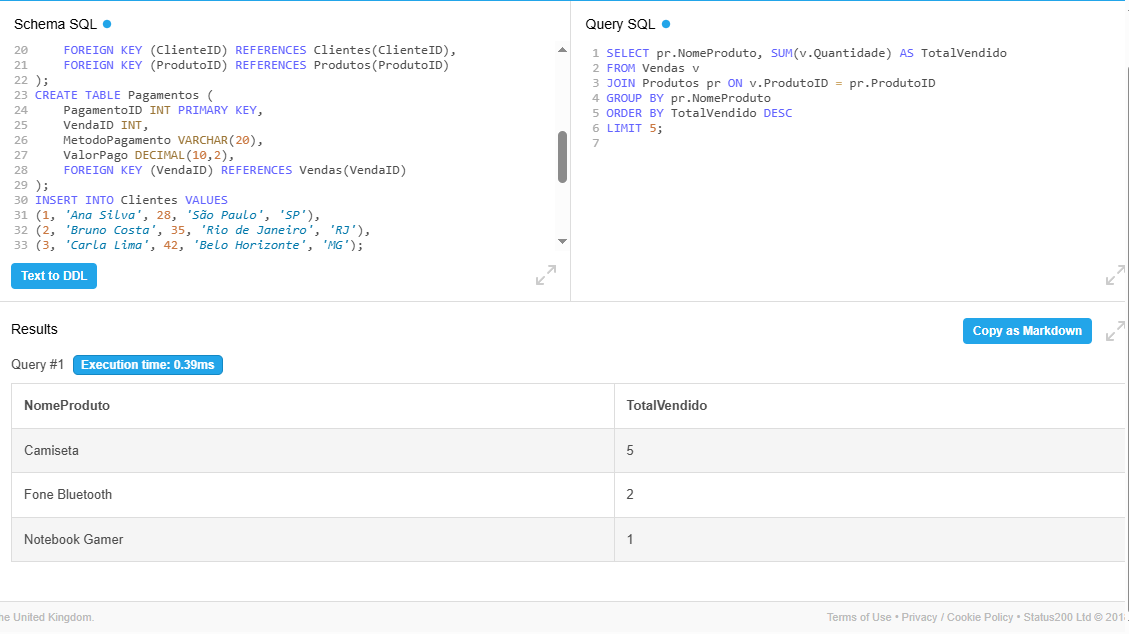 Schema SQL
20 FOREIGN KEY (ClienteID) REFERENCES Clientes(ClienteID),
21 FOREIGN KEY (ProdutoID) REFERENCES Produtos(ProdutoID)
22 );
23 CREATE TABLE Pagamentos (
24 PagamentoID INT PRIMARY KEY,
25 VendaID INT,
26 MetodoPagamento VARCHAR(20),
27 ValorPago DECIMAL(10,2),
28 FOREIGN KEY (VendaID) REFERENCES Vendas(VendaID)
29 );
30 INSERT INTO Clientes VALUES
31 (1, 'Ana Silva', 28, 'São Paulo', 'SP'),
32 (2, 'Bruno Costa', 35, 'Rio de Janeiro', 'RJ'),
33 (3, 'Carla Lima', 42, 'Belo Horizonte', 'MG');
Text to DDL
Query SQL
1 SELECT pr.NomeProduto, SUM(v.Quantidade) AS TotalVendido
2 FROM Vendas v
3 JOIN Produtos pr ON v.ProdutoID = pr.ProdutoID
4 GROUP BY pr.NomeProduto
5 ORDER BY TotalVendido DESC
6 LIMIT 5;
7
Results
Copy as Markdown
Query #1 Execution time: 0.39ms
NomeProduto TotalVendido
Camiseta 5
Fone Bluetooth 2
Notebook Gamer 1
he United Kingdom.
Terms of Use • Privacy / Cookie Policy • Status200 Ltd © 201